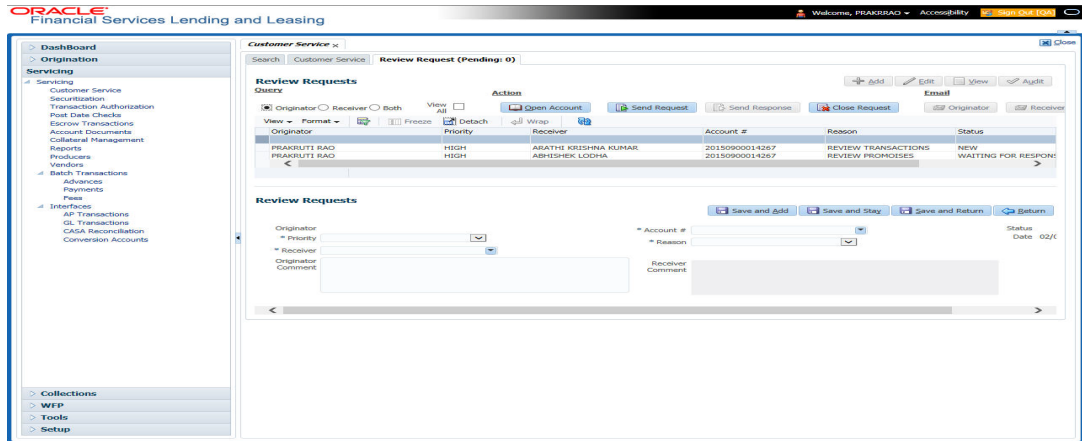 ORACLE®
Financial Services Lending and Leasing
Welcome, PRAKRRAO Accessibility Sign Out [QA]
Close
DashBoard
Origination
Servicing
Servicing
Customer Service
Securitization
Transaction Authorization
Post Date Checks
Escrow Transactions
Account Documents
Collateral Management
Reports
Producers
Vendors
Batch Transactions
Advances
Payments
Fees
Interfaces
AP Transactions
GL Transactions
CASA Reconciliation
Conversion Accounts
Collections
WFP
Tools
Setup
Customer Service x
Search Customer Service Review Request (Pending: 0)
Review Requests
Add Edit View Audit
Query Action Email
Originator Receiver Both View All Open Account Send Request Send Response Close Request Originator Receiver
View Format Freeze Detach Wrap
Originator Priority Receiver Account # Reason Status
PRAKRUTI RAO HIGH ARATHI KRISHNA KUMAR 20150900014267 REVIEW TRANSACTIONS NEW
PRAKRUTI RAO HIGH ABHISHEK LODHA 20150900014267 REVIEW PROMOISES WAITING FOR RESPONS
Review Requests
Save and Add Save and Stay Save and Return Return
Originator * Account # Status
* Priority * Reason Date 02/0
* Receiver
Originator Comment Receiver Comment